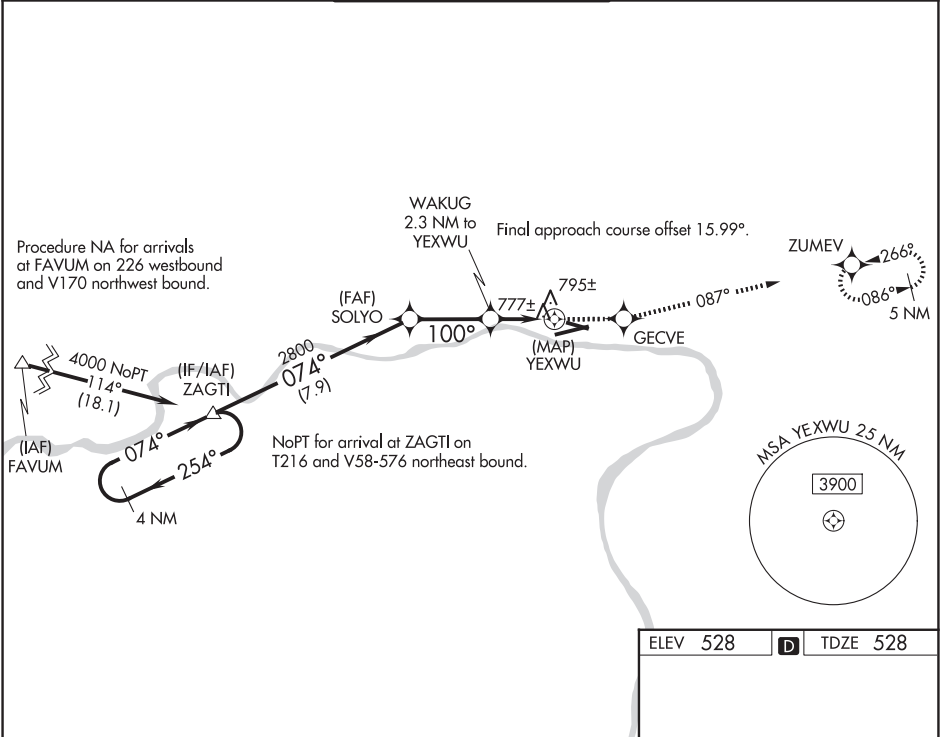 WAKUG
2.3 NM to
YEXWU
Final approach course offset 15.99°.
Procedure NA for arrivals
at FAVUM on 226 westbound
and V170 northwest bound.
ZUMEV
266°
086°
5 NM
087°
795±
777±
(FAF)
SOLYO
100°
(MAP)
YEXWU
GECVE
2800
074°
(7.9)
4000 NoPT
114°
(18.1)
(IF/IAF)
ZAGTI
(IAF)
FAVUM
074°
254°
4 NM
NoPT for arrival at ZAGTI on
T216 and V58-576 northeast bound.
MSA YEXWU 25 NM
3900
ELEV 528 D TDZE 528